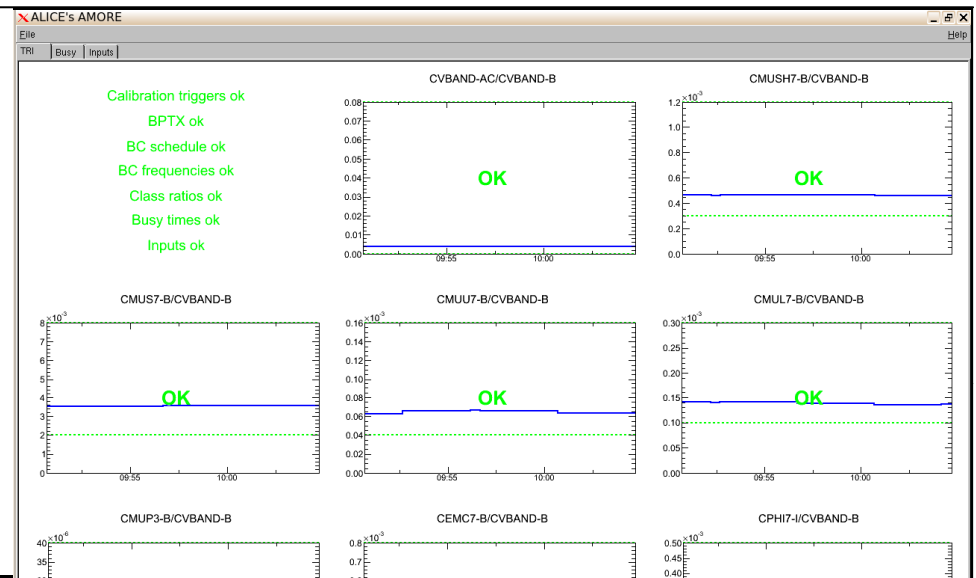 ALICE's AMORE
File Help
TRI Busy Inputs
Calibration triggers ok
BPTX ok
BC schedule ok
BC frequencies ok
Class ratios ok
Busy times ok
Inputs ok
CVBAND-AC/CVBAND-B
0.08
0.07
0.06
0.05
0.04
0.03
0.02
0.01
0.00
OK
09:55 10:00
CMUSH7-B/CVBAND-B
×10⁻³
1.2
1.0
0.8
0.6
0.4
0.2
0.0
OK
09:55 10:00
CMUS7-B/CVBAND-B
×10⁻³
8
7
6
5
4
3
2
1
0
OK
09:55 10:00
CMUU7-B/CVBAND-B
×10⁻³
0.16
0.14
0.12
0.10
0.08
0.06
0.04
0.02
0.00
OK
09:55 10:00
CMUL7-B/CVBAND-B
×10⁻³
0.30
0.25
0.20
0.15
0.10
0.05
0.00
OK
09:55 10:00
CMUP3-B/CVBAND-B
×10⁻⁶
40
35
CEMC7-B/CVBAND-B
×10⁻³
0.8
0.7
CPHI7-I/CVBAND-B
×10⁻³
0.50
0.45
0.40